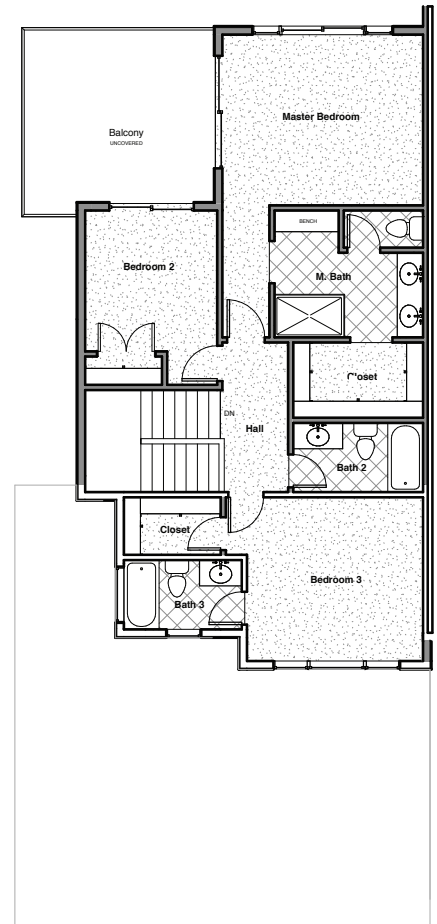 Master Bedroom
Balcony
UNCOVERED
BENCH
Bedroom 2
M. Bath
Closet
DN
Hall
Bath 2
Closet
Bedroom 3
Bath 3